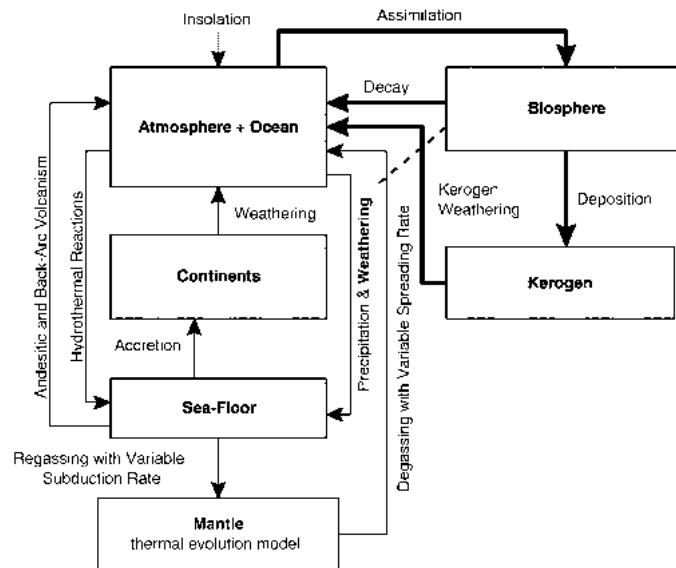 Insolation
Assimilation
Atmosphere + Ocean
Decay
Biosphere
Andesitic and Back-Arc Volcanism
Hydrothermal Reactions
Weathering
Precipitation & Weathering
Degassing with Variable Spreading Rate
Kerogen
Weathering
Deposition
Continents
Kerogen
Accretion
Sea-Floor
Regassing with Variable
Subduction Rate
Mantle
thermal evolution model